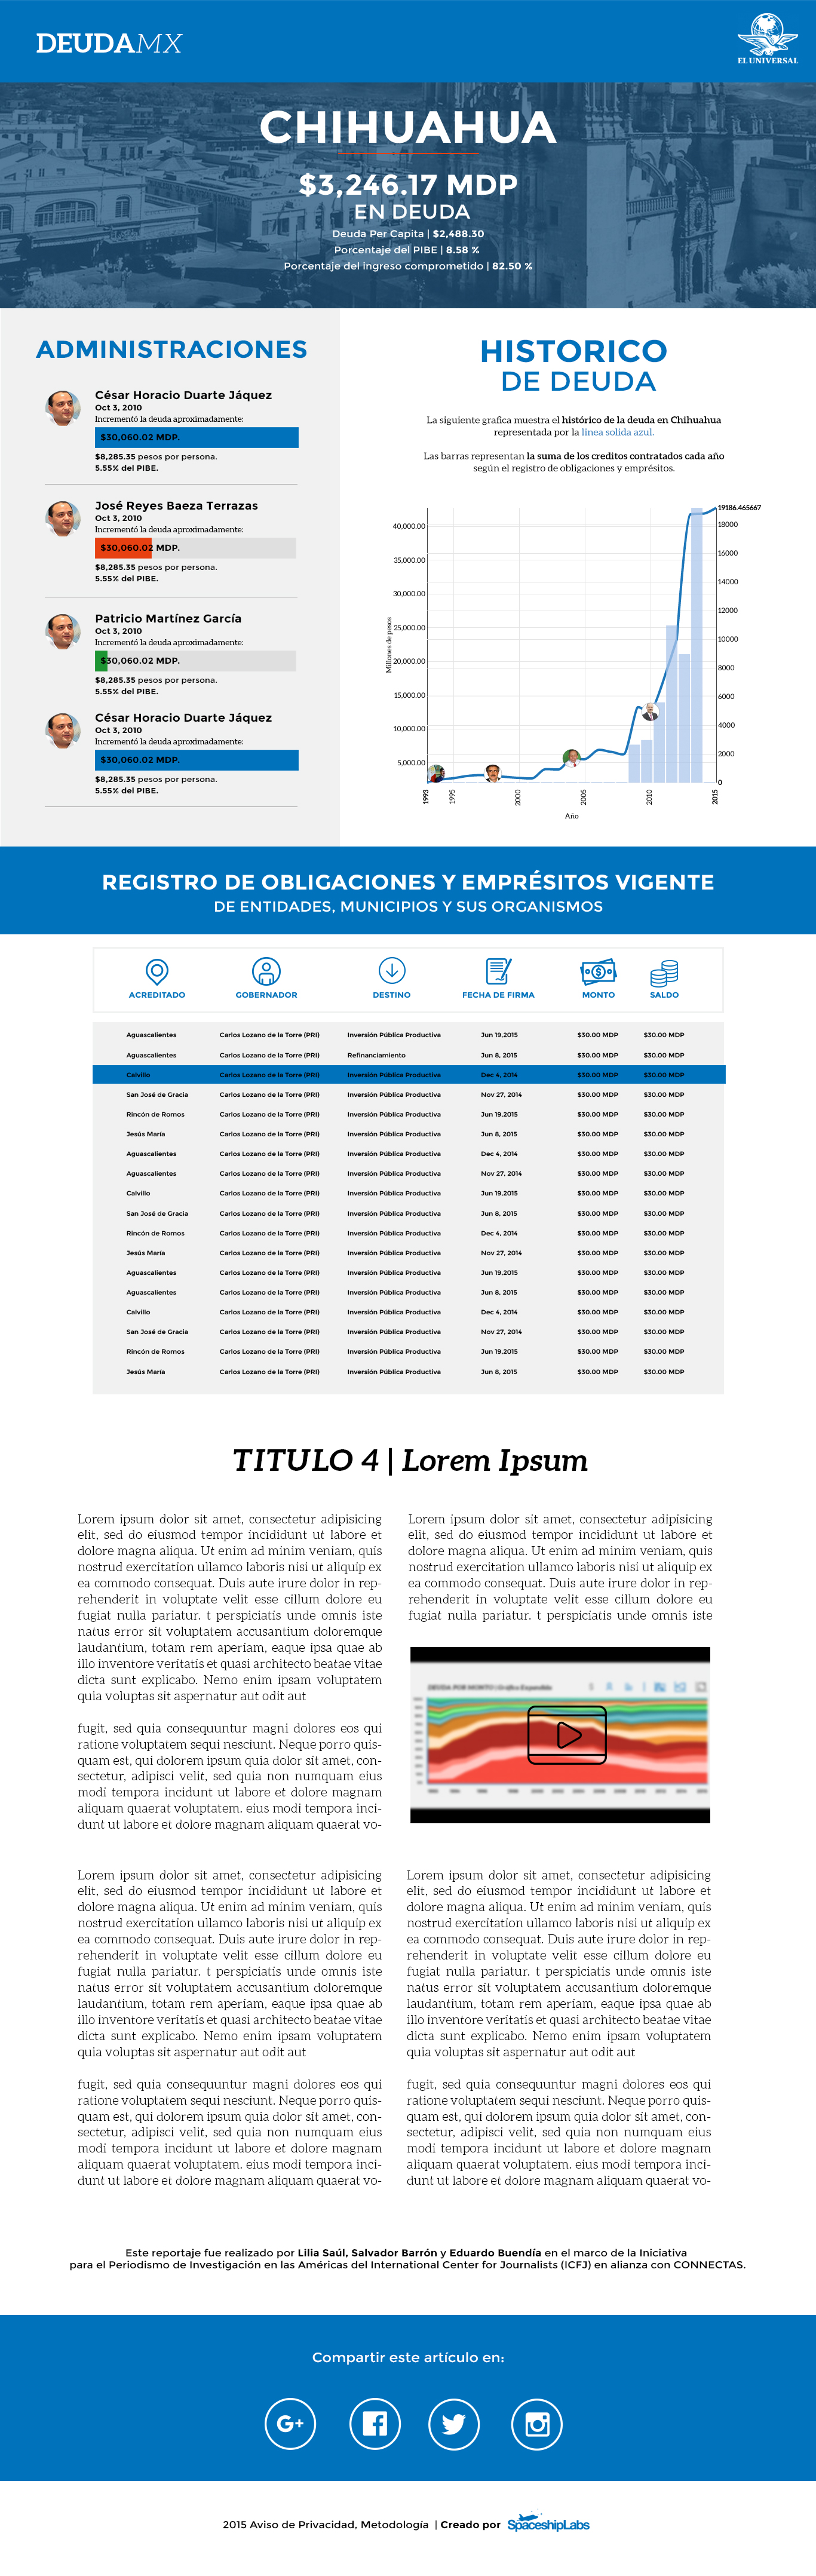 DEUDAMX
EL UNIVERSAL
CHIHUAHUA
$3,246.17 MDP
EN DEUDA
Deuda Per Capita | $2,488.30
Porcentaje del PIBE | 8.58 %
Porcentaje del ingreso comprometido | 82.50 %
ADMINISTRACIONES
César Horacio Duarte Jáquez
Oct 3, 2010
Incrementó la deuda aproximadamente:
$30,060.02 MDP.
$8,285.35 pesos por persona.
5.55% del PIBE.
José Reyes Baeza Terrazas
Oct 3, 2010
Incrementó la deuda aproximadamente:
$30,060.02 MDP.
$8,285.35 pesos por persona.
5.55% del PIBE.
Patricio Martínez García
Oct 3, 2010
Incrementó la deuda aproximadamente:
$30,060.02 MDP.
$8,285.35 pesos por persona.
5.55% del PIBE.
César Horacio Duarte Jáquez
Oct 3, 2010
Incrementó la deuda aproximadamente:
$30,060.02 MDP.
$8,285.35 pesos por persona.
5.55% del PIBE.
HISTORICO
DE DEUDA
La siguiente grafica muestra el histórico de la deuda en Chihuahua
representada por la linea solida azul.
Las barras representan la suma de los creditos contratados cada año
según el registro de obligaciones y emprésitos.
Millones de pesos
40,000.00
35,000.00
30,000.00
25,000.00
20,000.00
15,000.00
10,000.00
5,000.00
19186.465667
18000
16000
14000
12000
10000
8000
6000
4000
2000
0
1993
1995
2000
2005
2010
2015
Año
REGISTRO DE OBLIGACIONES Y EMPRÉSITOS VIGENTE
DE ENTIDADES, MUNICIPIOS Y SUS ORGANISMOS
ACREDITADO GOBERNADOR DESTINO FECHA DE FIRMA MONTO SALDO
Aguascalientes Carlos Lozano de la Torre (PRI) Inversión Pública Productiva Jun 19,2015 $30.00 MDP $30.00 MDP
Aguascalientes Carlos Lozano de la Torre (PRI) Refinanciamiento Jun 8, 2015 $30.00 MDP $30.00 MDP
Calvillo Carlos Lozano de la Torre (PRI) Inversión Pública Productiva Dec 4, 2014 $30.00 MDP $30.00 MDP
San José de Gracia Carlos Lozano de la Torre (PRI) Inversión Pública Productiva Nov 27, 2014 $30.00 MDP $30.00 MDP
Rincón de Romos Carlos Lozano de la Torre (PRI) Inversión Pública Productiva Jun 19,2015 $30.00 MDP $30.00 MDP
Jesús María Carlos Lozano de la Torre (PRI) Inversión Pública Productiva Jun 8, 2015 $30.00 MDP $30.00 MDP
Aguascalientes Carlos Lozano de la Torre (PRI) Inversión Pública Productiva Dec 4, 2014 $30.00 MDP $30.00 MDP
Aguascalientes Carlos Lozano de la Torre (PRI) Inversión Pública Productiva Nov 27, 2014 $30.00 MDP $30.00 MDP
Calvillo Carlos Lozano de la Torre (PRI) Inversión Pública Productiva Jun 19,2015 $30.00 MDP $30.00 MDP
San José de Gracia Carlos Lozano de la Torre (PRI) Inversión Pública Productiva Jun 8, 2015 $30.00 MDP $30.00 MDP
Rincón de Romos Carlos Lozano de la Torre (PRI) Inversión Pública Productiva Dec 4, 2014 $30.00 MDP $30.00 MDP
Jesús María Carlos Lozano de la Torre (PRI) Inversión Pública Productiva Nov 27, 2014 $30.00 MDP $30.00 MDP
Aguascalientes Carlos Lozano de la Torre (PRI) Inversión Pública Productiva Jun 19,2015 $30.00 MDP $30.00 MDP
Aguascalientes Carlos Lozano de la Torre (PRI) Inversión Pública Productiva Jun 8, 2015 $30.00 MDP $30.00 MDP
Calvillo Carlos Lozano de la Torre (PRI) Inversión Pública Productiva Dec 4, 2014 $30.00 MDP $30.00 MDP
San José de Gracia Carlos Lozano de la Torre (PRI) Inversión Pública Productiva Nov 27, 2014 $30.00 MDP $30.00 MDP
Rincón de Romos Carlos Lozano de la Torre (PRI) Inversión Pública Productiva Jun 19,2015 $30.00 MDP $30.00 MDP
Jesús María Carlos Lozano de la Torre (PRI) Inversión Pública Productiva Jun 8, 2015 $30.00 MDP $30.00 MDP
TITULO 4 | Lorem Ipsum
Lorem ipsum dolor sit amet, consectetur adipisicing
elit, sed do eiusmod tempor incididunt ut labore et
dolore magna aliqua. Ut enim ad minim veniam, quis
nostrud exercitation ullamco laboris nisi ut aliquip ex
ea commodo consequat. Duis aute irure dolor in rep-
rehenderit in voluptate velit esse cillum dolore eu
fugiat nulla pariatur. t perspiciatis unde omnis iste
natus error sit voluptatem accusantium doloremque
laudantium, totam rem aperiam, eaque ipsa quae ab
illo inventore veritatis et quasi architecto beatae vitae
dicta sunt explicabo. Nemo enim ipsam voluptatem
quia voluptas sit aspernatur aut odit aut
fugit, sed quia consequuntur magni dolores eos qui
ratione voluptatem sequi nesciunt. Neque porro quis-
quam est, qui dolorem ipsum quia dolor sit amet, con-
sectetur, adipisci velit, sed quia non numquam eius
modi tempora incidunt ut labore et dolore magnam
aliquam quaerat voluptatem. eius modi tempora inci-
dunt ut labore et dolore magnam aliquam quaerat vo-
Lorem ipsum dolor sit amet, consectetur adipisicing
elit, sed do eiusmod tempor incididunt ut labore et
dolore magna aliqua. Ut enim ad minim veniam, quis
nostrud exercitation ullamco laboris nisi ut aliquip ex
ea commodo consequat. Duis aute irure dolor in rep-
rehenderit in voluptate velit esse cillum dolore eu
fugiat nulla pariatur. t perspiciatis unde omnis iste
DEUDA POR MONTO
Lorem ipsum dolor sit amet, consectetur adipisicing
elit, sed do eiusmod tempor incididunt ut labore et
dolore magna aliqua. Ut enim ad minim veniam, quis
nostrud exercitation ullamco laboris nisi ut aliquip ex
ea commodo consequat. Duis aute irure dolor in rep-
rehenderit in voluptate velit esse cillum dolore eu
fugiat nulla pariatur. t perspiciatis unde omnis iste
natus error sit voluptatem accusantium doloremque
laudantium, totam rem aperiam, eaque ipsa quae ab
illo inventore veritatis et quasi architecto beatae vitae
dicta sunt explicabo. Nemo enim ipsam voluptatem
quia voluptas sit aspernatur aut odit aut
fugit, sed quia consequuntur magni dolores eos qui
ratione voluptatem sequi nesciunt. Neque porro quis-
quam est, qui dolorem ipsum quia dolor sit amet, con-
sectetur, adipisci velit, sed quia non numquam eius
modi tempora incidunt ut labore et dolore magnam
aliquam quaerat voluptatem. eius modi tempora inci-
dunt ut labore et dolore magnam aliquam quaerat vo-
Lorem ipsum dolor sit amet, consectetur adipisicing
elit, sed do eiusmod tempor incididunt ut labore et
dolore magna aliqua. Ut enim ad minim veniam, quis
nostrud exercitation ullamco laboris nisi ut aliquip ex
ea commodo consequat. Duis aute irure dolor in rep-
rehenderit in voluptate velit esse cillum dolore eu
fugiat nulla pariatur. t perspiciatis unde omnis iste
natus error sit voluptatem accusantium doloremque
laudantium, totam rem aperiam, eaque ipsa quae ab
illo inventore veritatis et quasi architecto beatae vitae
dicta sunt explicabo. Nemo enim ipsam voluptatem
quia voluptas sit aspernatur aut odit aut
fugit, sed quia consequuntur magni dolores eos qui
ratione voluptatem sequi nesciunt. Neque porro quis-
quam est, qui dolorem ipsum quia dolor sit amet, con-
sectetur, adipisci velit, sed quia non numquam eius
modi tempora incidunt ut labore et dolore magnam
aliquam quaerat voluptatem. eius modi tempora inci-
dunt ut labore et dolore magnam aliquam quaerat vo-
Este reportaje fue realizado por Lilia Saúl, Salvador Barrón y Eduardo Buendía en el marco de la Iniciativa
para el Periodismo de Investigación en las Américas del International Center for Journalists (ICFJ) en alianza con CONNECTAS.
Compartir este artículo en:
G+
2015 Aviso de Privacidad, Metodología | Creado por SpaceshipLabs